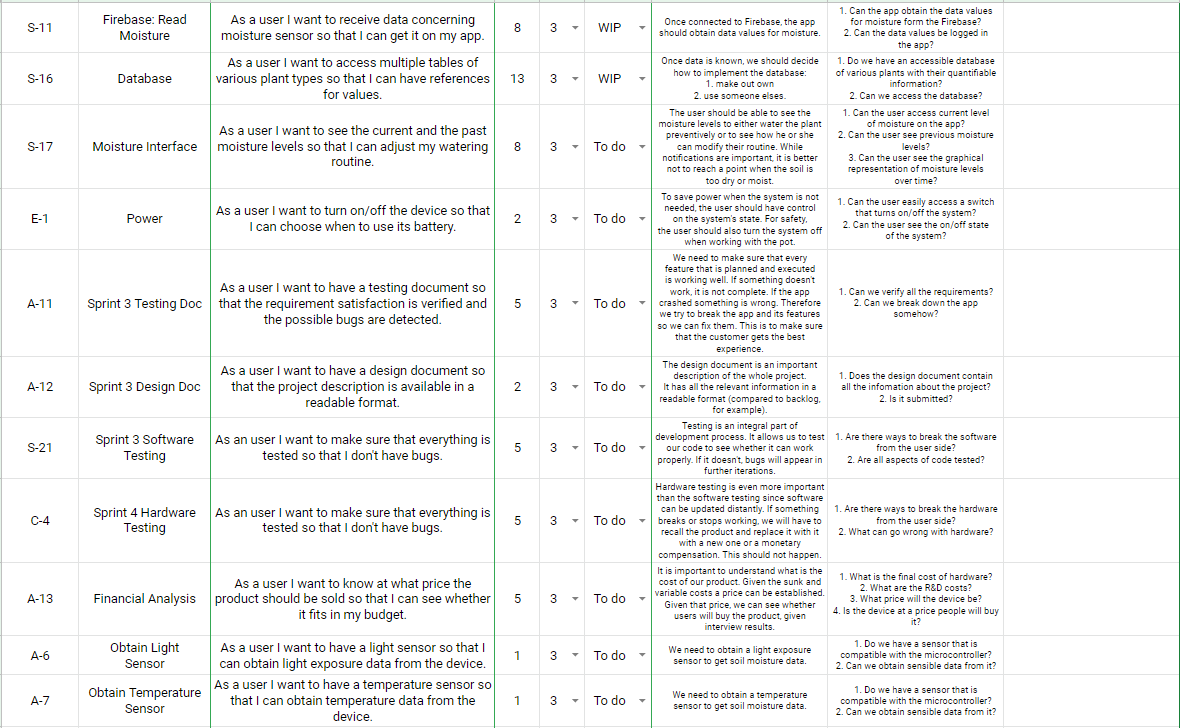 S-11
Firebase: Read
Moisture
As a user I want to receive data concerning
moisture sensor so that I can get it on my app.
8
3
WIP
Once connected to Firebase, the app
should obtain data values for moisture.
1. Can the app obtain the data values
for moisture form the Firebase?
2. Can the data values be logged in
the app?
S-16
Database
As a user I want to access multiple tables of
various plant types so that I can have references
for values.
13
3
WIP
Once data is known, we should decide
how to implement the database:
1. make out own
2. use someone elses.
1. Do we have an accessible database
of various plants with their quantifiable
information?
2. Can we access the database?
S-17
Moisture Interface
As a user I want to see the current and the past
moisture levels so that I can adjust my watering
routine.
8
3
To do
The user should be able to see the
moisture levels to either water the plant
preventively or to see how he or she
can modify their routine. While
notifications are important, it is better
not to reach a point when the soil is
too dry or moist.
1. Can the user access current level
of moisture on the app?
2. Can the user see previous moisture
levels?
3. Can the user see the graphical
representation of moisture levels
over time?
E-1
Power
As a user I want to turn on/off the device so that
I can choose when to use its battery.
2
3
To do
To save power when the system is not
needed, the user should have control
on the system's state. For safety,
the user should also turn the system off
when working with the pot.
1. Can the user easily access a switch
that turns on/off the system?
2. Can the user see the on/off state
of the system?
A-11
Sprint 3 Testing Doc
As a user I want to have a testing document so
that the requirement satisfaction is verified and
the possible bugs are detected.
5
3
To do
We need to make sure that every
feature that is planned and executed
is working well. If something doesn't
work, it is not complete. If the app
crashed something is wrong. Therefore
we try to break the app and its features
so we can fix them. This is to make sure
that the customer gets the best
experience.
1. Can we verify all the requirements?
2. Can we break down the app
somehow?
A-12
Sprint 3 Design Doc
As a user I want to have a design document so
that the project description is available in a
readable format.
2
3
To do
The design document is an important
description of the whole project.
It has all the relevant information in a
readable format (compared to backlog,
for example).
1. Does the design document contain
all the infomation about the project?
2. Is it submitted?
S-21
Sprint 3 Software
Testing
As an user I want to make sure that everything is
tested so that I don't have bugs.
5
3
To do
Testing is an integral part of
development process. It allows us to test
our code to see whether it can work
properly. If it doesn't, bugs will appear in
further iterations.
1. Are there ways to break the software
from the user side?
2. Are all aspects of code tested?
C-4
Sprint 4 Hardware
Testing
As an user I want to make sure that everything is
tested so that I don't have bugs.
5
3
To do
Hardware testing is even more important
than the software testing since software
can be updated distantly. If something
breaks or stops working, we will have to
recall the product and replace it with it
with a new one or a monetary
compensation. This should not happen.
1. Are there ways to break the hardware
from the user side?
2. What can go wrong with hardware?
A-13
Financial Analysis
As a user I want to know at what price the
product should be sold so that I can see whether
it fits in my budget.
5
3
To do
It is important to understand what is the
cost of our product. Given the sunk and
variable costs a price can be established.
Given that price, we can see whether
users will buy the product, given
interview results.
1. What is the final cost of hardware?
2. What are the R&D costs?
3. What price will the device be?
4. Is the device at a price people will buy
it?
A-6
Obtain Light
Sensor
As a user I want to have a light sensor so that I
can obtain light exposure data from the device.
1
3
To do
We need to obtain a light exposure
sensor to get soil moisture data.
1. Do we have a sensor that is
compatible with the microcontroller?
2. Can we obtain sensible data from it?
A-7
Obtain Temperature
Sensor
As a user I want to have a temperature sensor so
that I can obtain temperature data from the
device.
1
3
To do
We need to obtain a temperature
sensor to get soil moisture data.
1. Do we have a sensor that is
compatible with the microcontroller?
2. Can we obtain sensible data from it?